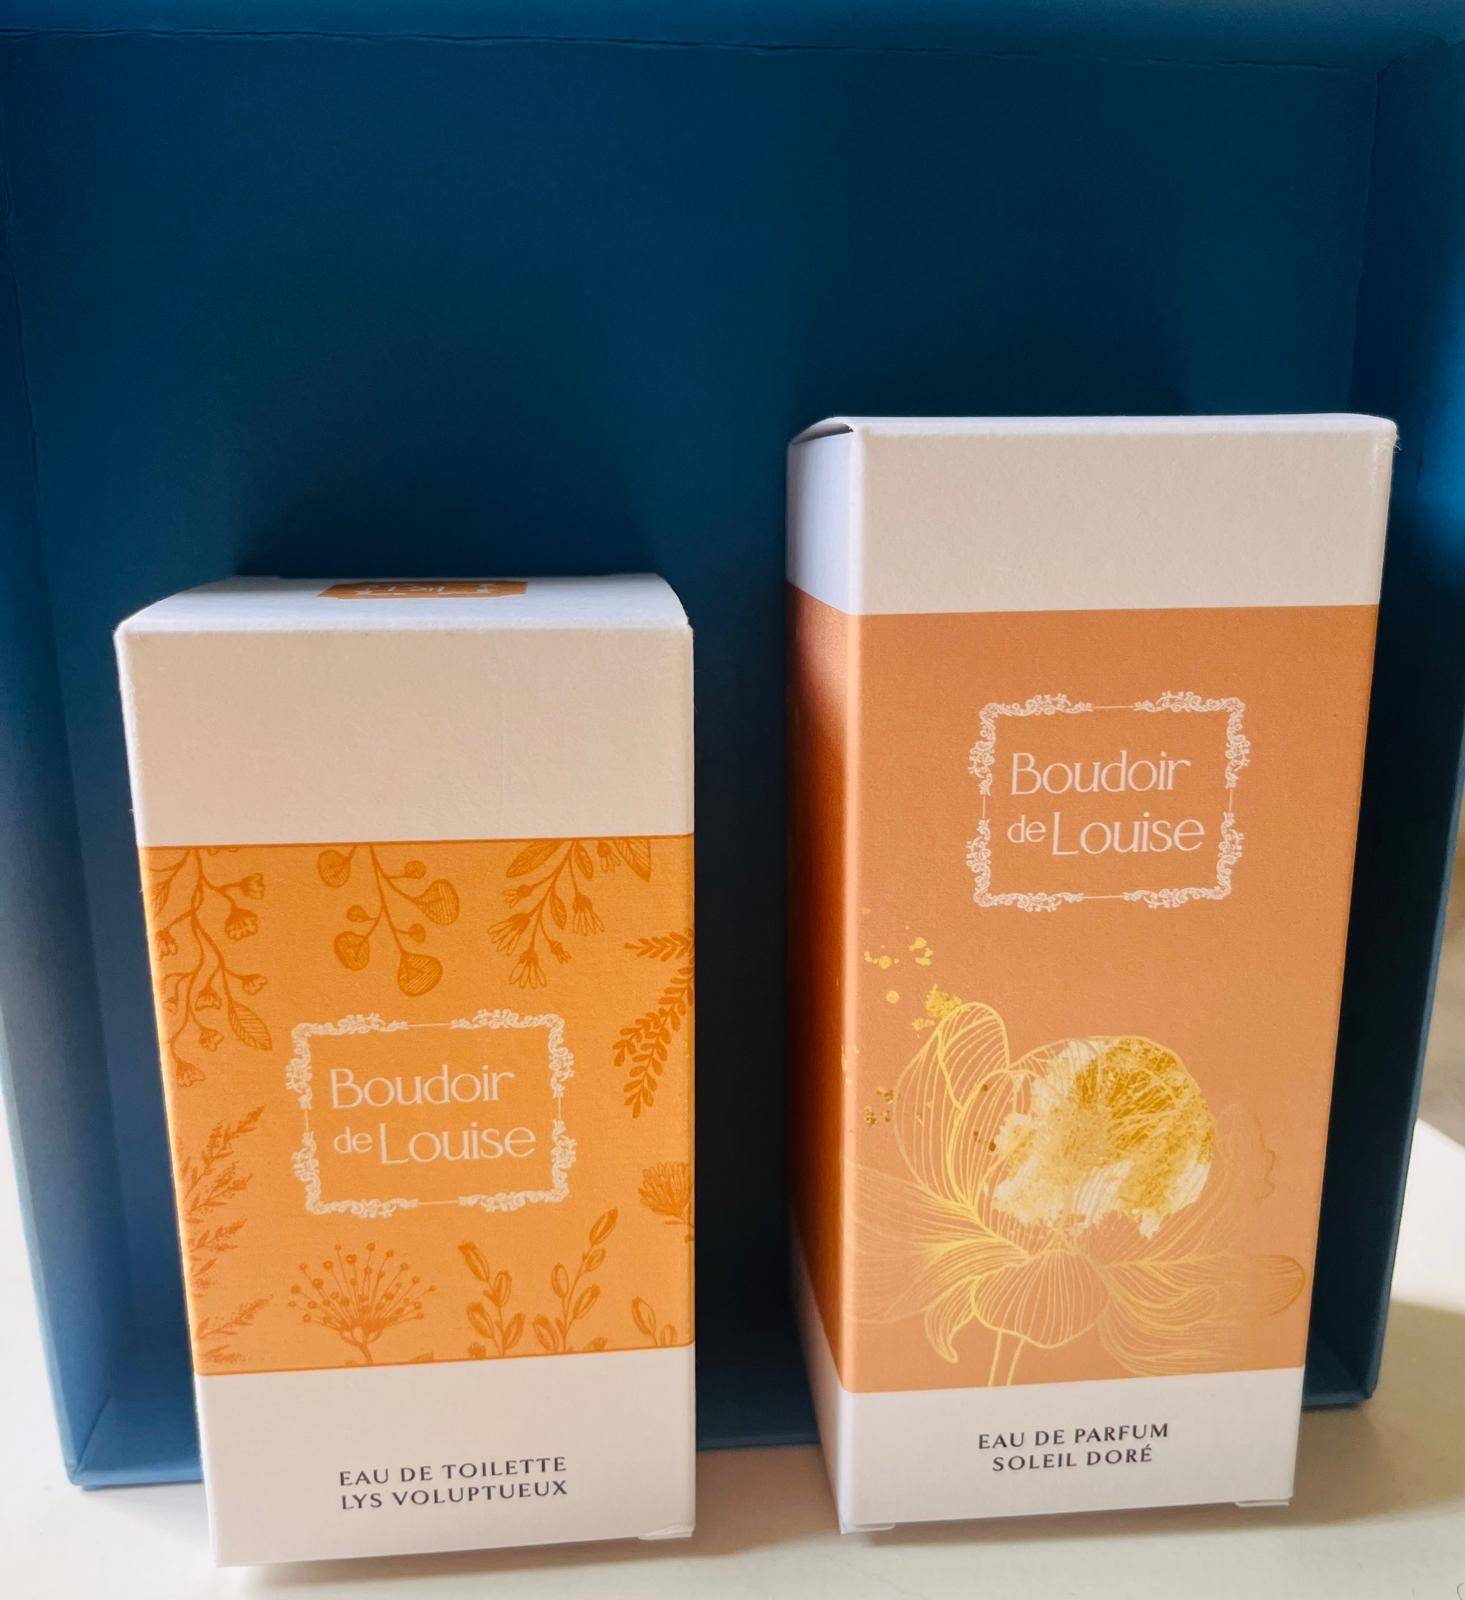 Boudoir
de Louise
EAU DE TOILETTE
LYS VOLUPTUEUX
Boudoir
de Louise
EAU DE PARFUM
SOLEIL DORÉ